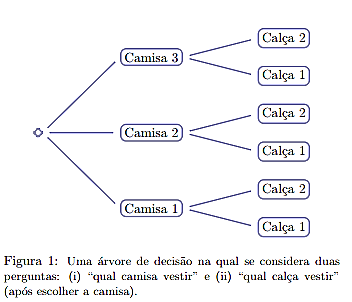 Calça 2
Camisa 3
Calça 1
Calça 2
Camisa 2
Calça 1
Calça 2
Camisa 1
Calça 1
Figura 1: Uma árvore de decisão na qual se considera duas
perguntas: (i) “qual camisa vestir” e (ii) “qual calça vestir”
(após escolher a camisa).